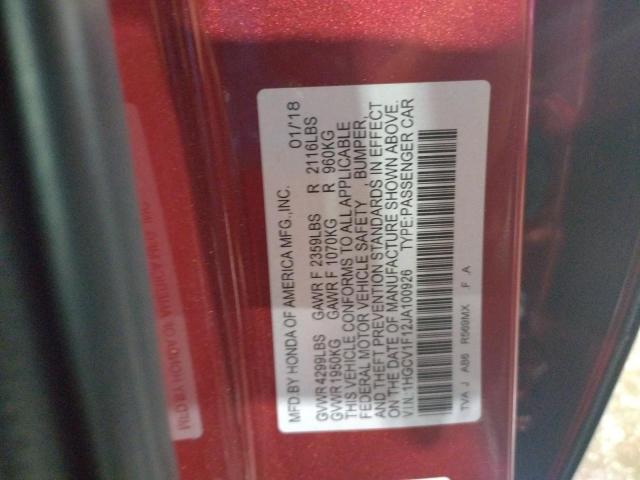 MFD.BY HONDA OF AMERICA MFG.,INC. 01/'18
GVWR 4299LBS GAWR F 2359LBS R 2116LBS
GVWR 1950KG GAWR F 1070KG R 960KG
THIS VEHICLE CONFORMS TO ALL APPLICABLE
FEDERAL MOTOR VEHICLE SAFETY , BUMPER,
AND THEFT PREVENTION STANDARDS IN EFFECT
ON THE DATE OF MANUFACTURE SHOWN ABOVE.
V.I.N.:1HGCV1F12JA100926 TYPE:PASSENGER CAR
TVA J AB6 R569MX F A